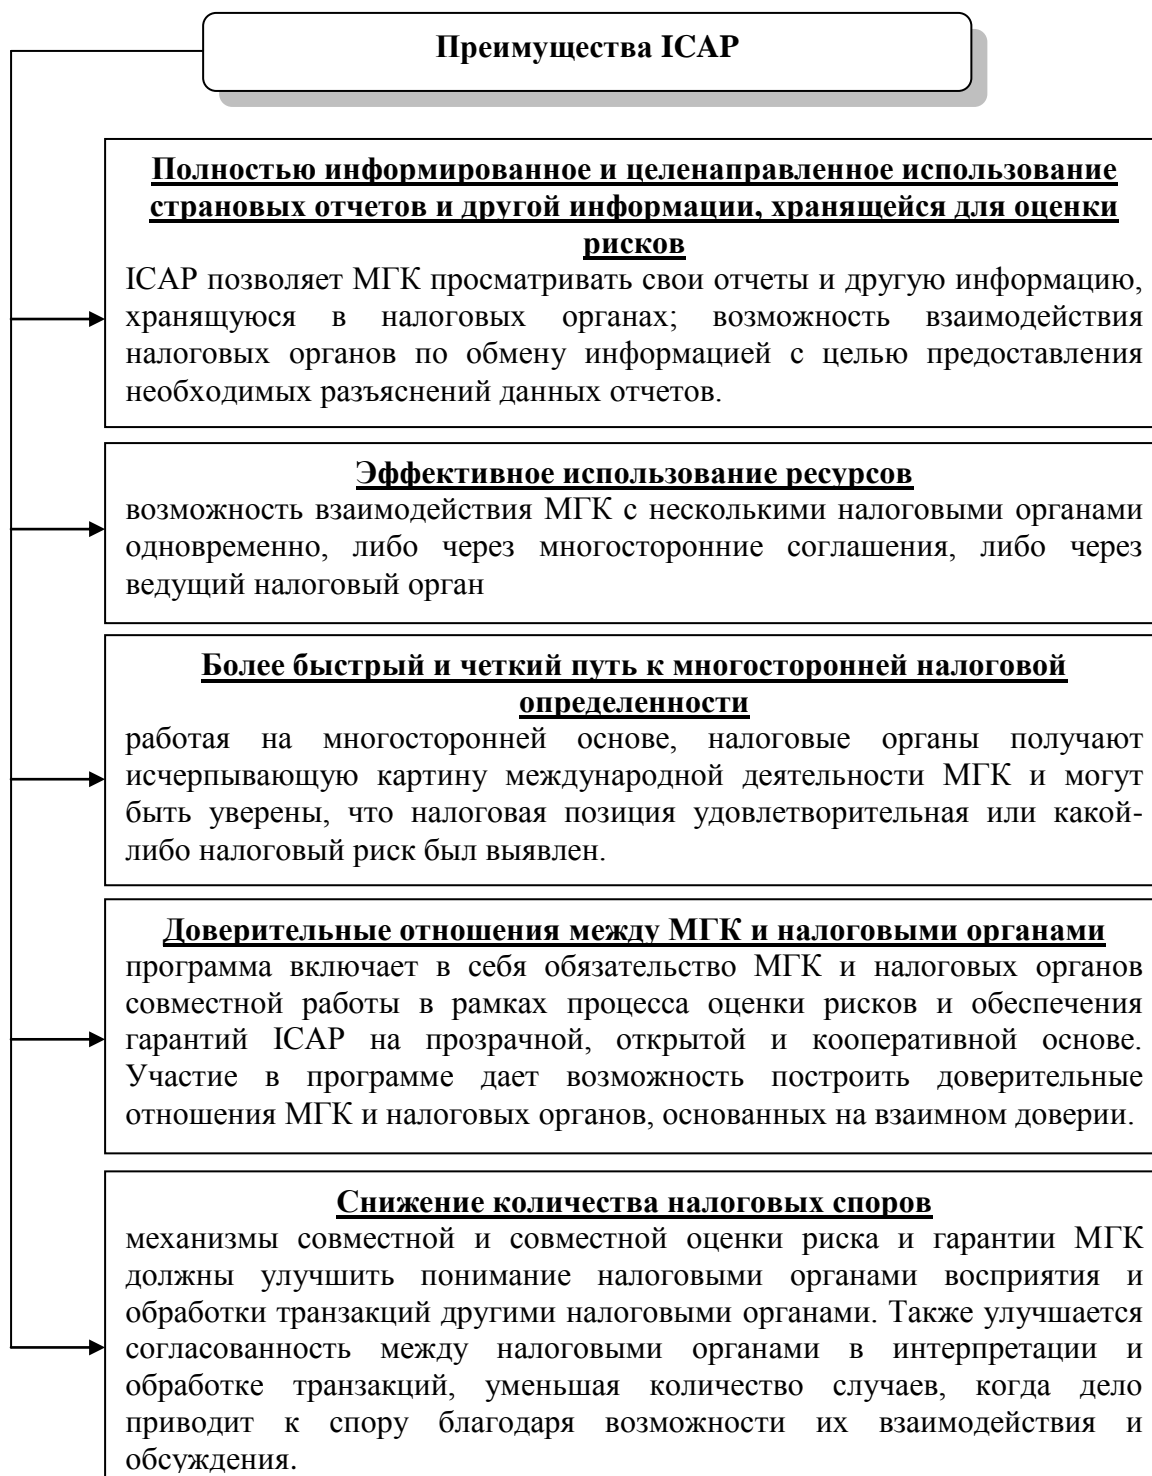 Преимущества ICAP
Полностью информированное и целенаправленное использование
страновых отчетов и другой информации, хранящейся для оценки
рисков
ICAP позволяет МГК просматривать свои отчеты и другую информацию,
хранящуюся в налоговых органах; возможность взаимодействия
налоговых органов по обмену информацией с целью предоставления
необходимых разъяснений данных отчетов.
Эффективное использование ресурсов
возможность взаимодействия МГК с несколькими налоговыми органами
одновременно, либо через многосторонние соглашения, либо через
ведущий налоговый орган
Более быстрый и четкий путь к многосторонней налоговой
определенности
работая на многосторонней основе, налоговые органы получают
исчерпывающую картину международной деятельности МГК и могут
быть уверены, что налоговая позиция удовлетворительная или какой-
либо налоговый риск был выявлен.
Доверительные отношения между МГК и налоговыми органами
программа включает в себя обязательство МГК и налоговых органов
совместной работы в рамках процесса оценки рисков и обеспечения
гарантий ICAP на прозрачной, открытой и кооперативной основе.
Участие в программе дает возможность построить доверительные
отношения МГК и налоговых органов, основанных на взаимном доверии.
Снижение количества налоговых споров
механизмы совместной и совместной оценки риска и гарантии МГК
должны улучшить понимание налоговыми органами восприятия и
обработки транзакций другими налоговыми органами. Также улучшается
согласованность между налоговыми органами в интерпретации и
обработке транзакций, уменьшая количество случаев, когда дело
приводит к спору благодаря возможности их взаимодействия и
обсуждения.